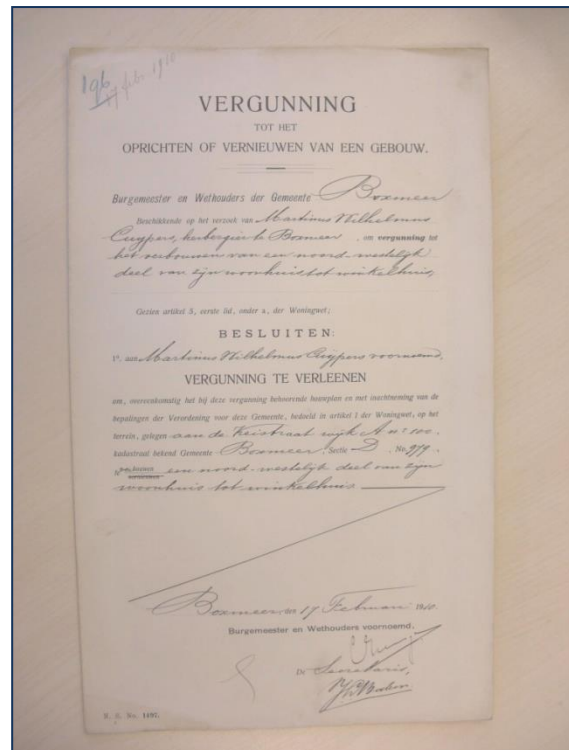 196
17 feb. 1910
VERGUNNING
TOT HET
OPRICHTEN OF VERNIEUWEN VAN EEN GEBOUW.
Burgemeester en Wethouders der Gemeente Boxmeer
Beschikkende op het verzoek van Martinus Wilhelmus
Cuypers, herbergier te Boxmeer, om vergunning tot
het verbouwen van een noord-westelijk
deel van zijn woonhuis tot winkelhuis
Gezien artikel 5, eerste lid, onder a, der Woningwet;
BESLUITEN:
1°. aan Martinus Wilhelmus Cuypers voornoemd,
VERGUNNING TE VERLEENEN
om, overeenkomstig het bij deze vergunning behoorende bouwplan en met inachtneming van de
bepalingen der Verordening voor deze Gemeente, bedoeld in artikel 1 der Woningwet, op het
terrein, gelegen aan de Keistraat wijk A no 100.
kadastraal bekend Gemeente Boxmeer, Sectie D, No. 979,
een noord-westelijk deel van zijn
woonhuis tot winkelhuis
Boxmeer, 17 Februari 1910.
Burgemeester en Wethouders voornoemd,
De Secretaris,
B. S. No. 1497.